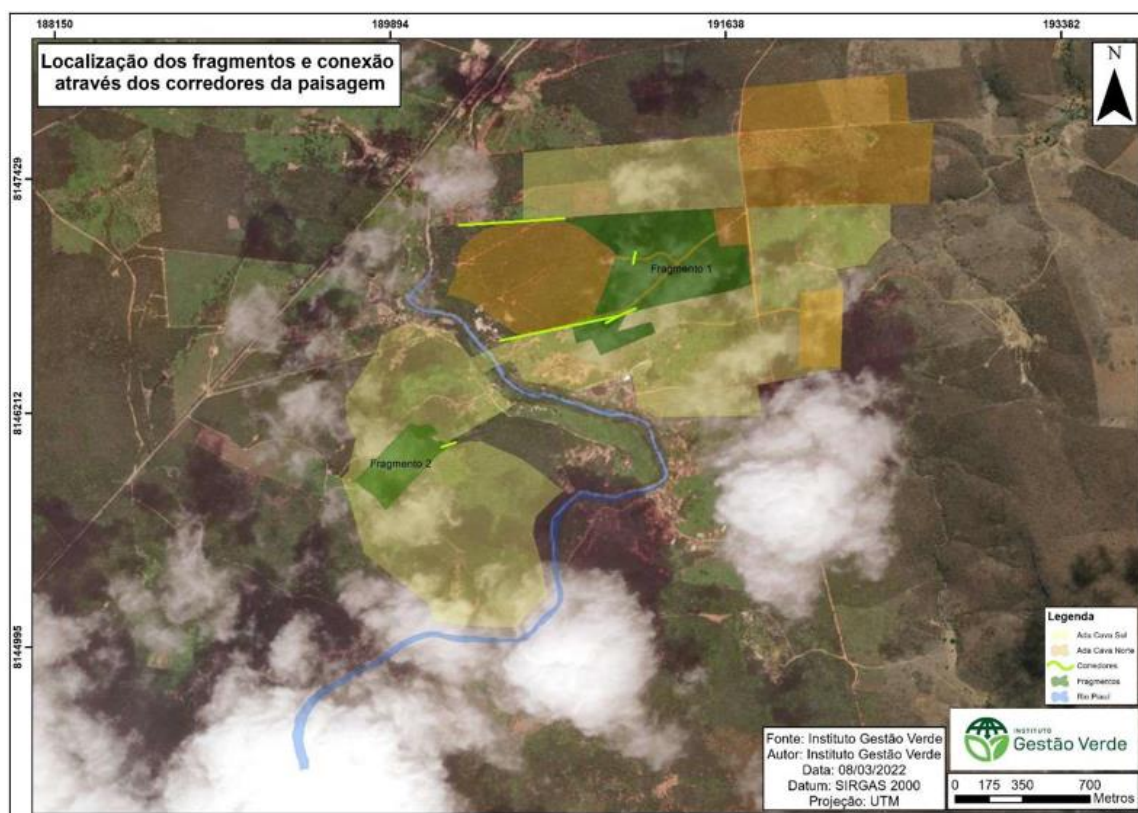 188150
189894
191638
193382
Localização dos fragmentos e conexão
através dos corredores da paisagem
N
8147429
8146212
8144995
Fragmento 1
Fragmento 2
Legenda
Ada Cava Sul
Ada Cava Norte
Corredores
Fragmentos
Rio Piauí
Fonte: Instituto Gestão Verde
Autor: Instituto Gestão Verde
Data: 08/03/2022
Datum: SIRGAS 2000
Projeção: UTM
INSTITUTO
Gestão Verde
0 175 350 700
Metros